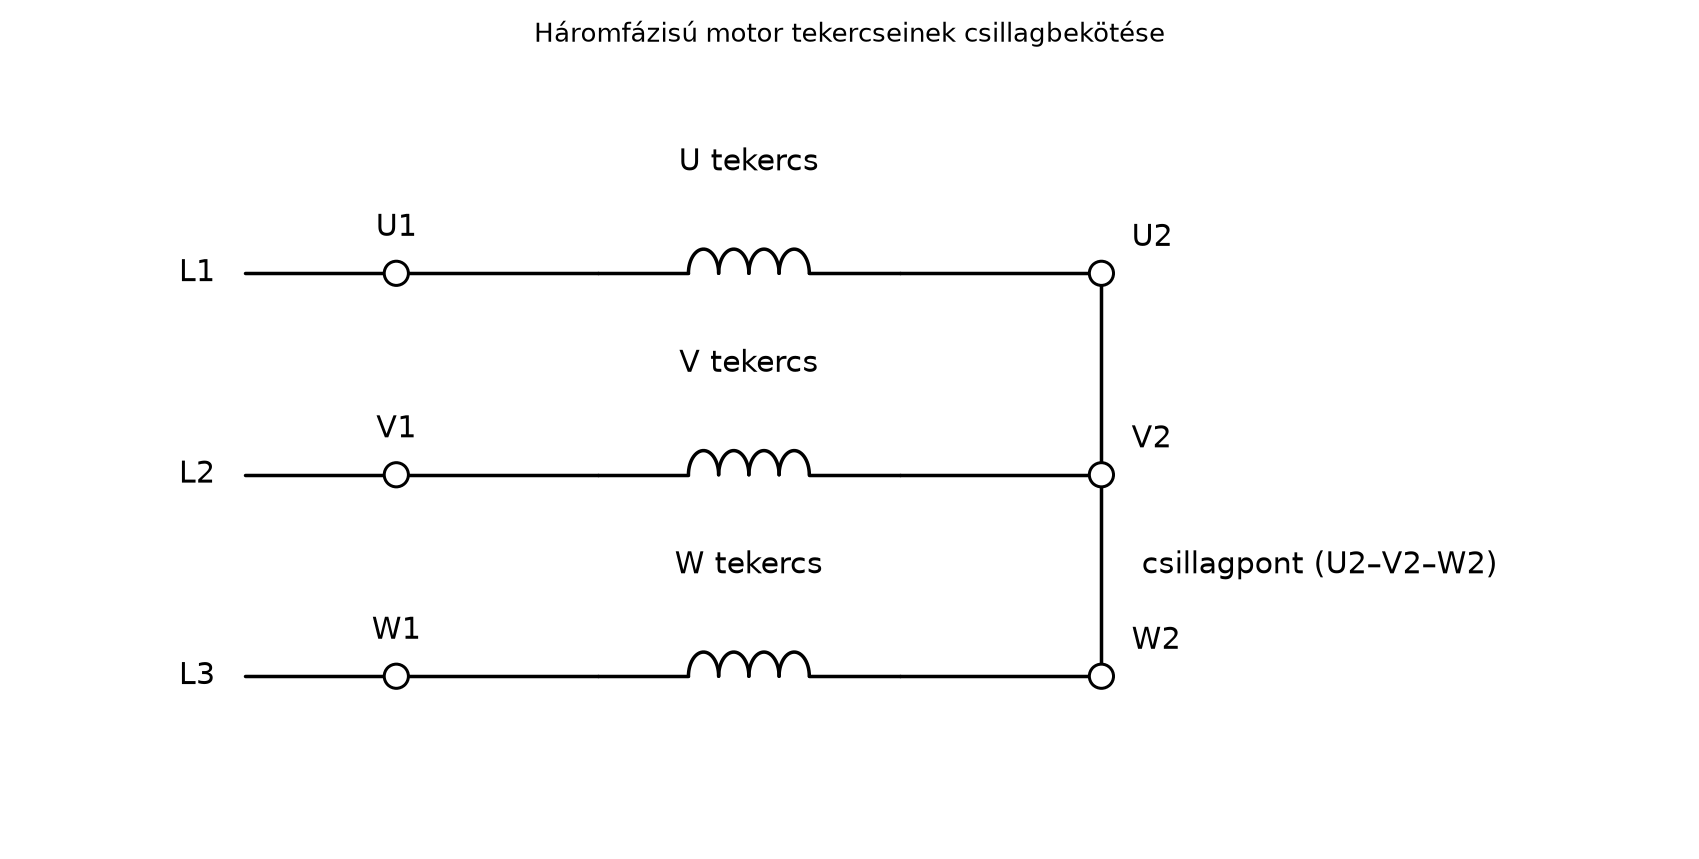 Háromfázisú motor tekercseinek csillagbekötése
U tekercs
U1
U2
L1
V tekercs
V1
V2
L2
W tekercs
csillagpont (U2–V2–W2)
W1
W2
L3